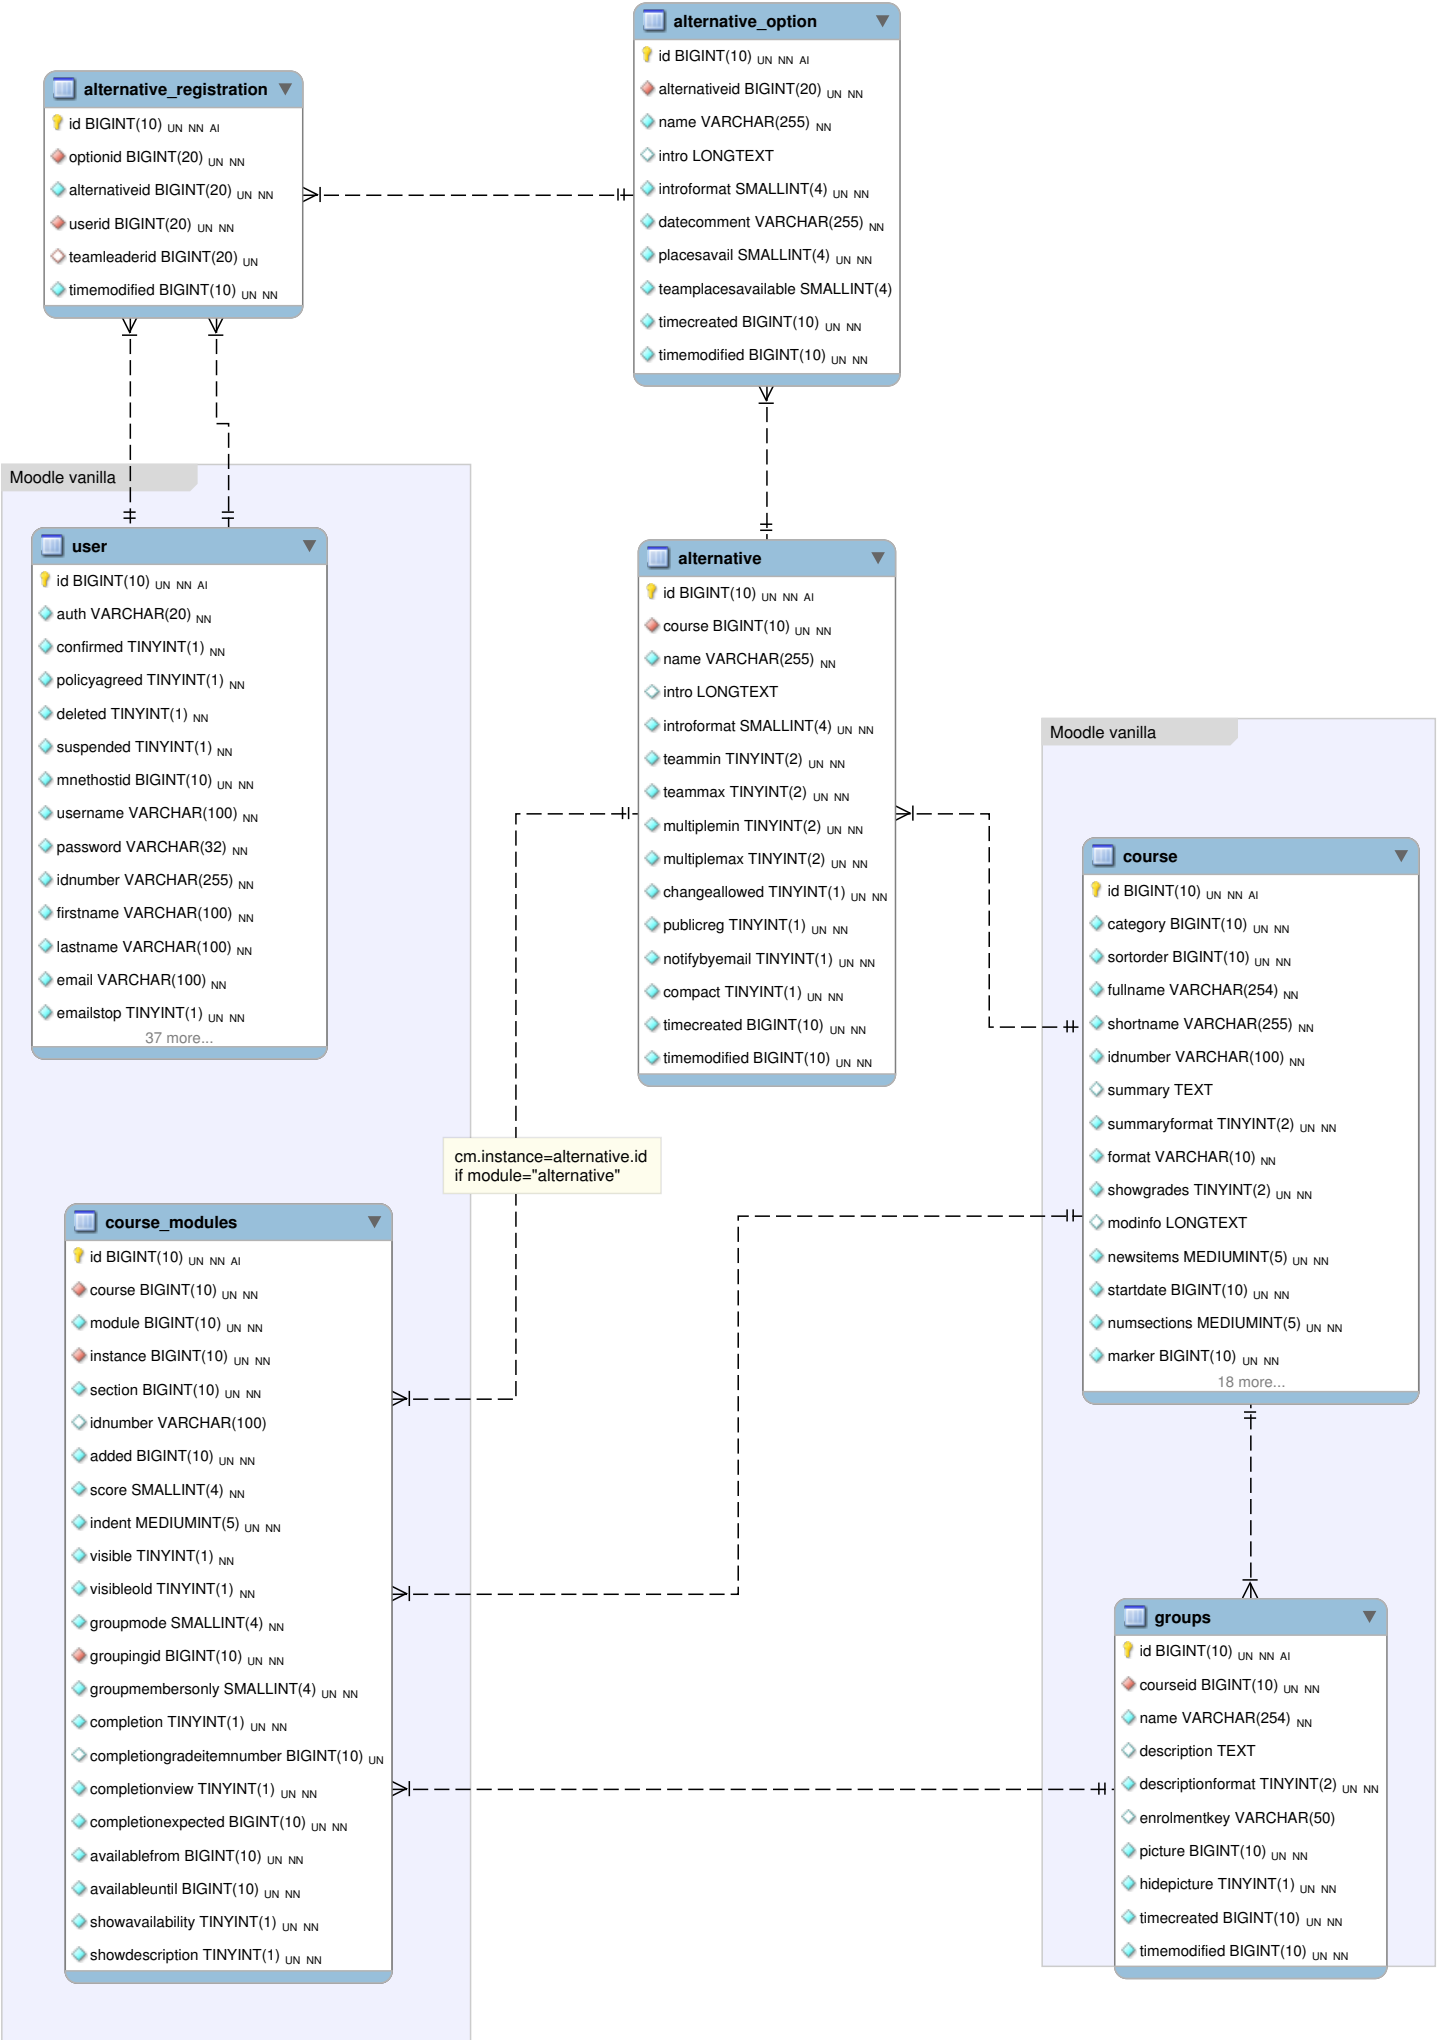 alternative_option
id BIGINT(10) UN NN AI
alternativeid BIGINT(20) UN NN
name VARCHAR(255) NN
intro LONGTEXT
introformat SMALLINT(4) UN NN
datecomment VARCHAR(255) NN
placesavail SMALLINT(4) UN NN
teamplacesavailable SMALLINT(4)
timecreated BIGINT(10) UN NN
timemodified BIGINT(10) UN NN
alternative_registration
id BIGINT(10) UN NN AI
optionid BIGINT(20) UN NN
alternativeid BIGINT(20) UN NN
userid BIGINT(20) UN NN
teamleaderid BIGINT(20) UN
timemodified BIGINT(10) UN NN
Moodle vanilla
user
id BIGINT(10) UN NN AI
auth VARCHAR(20) NN
confirmed TINYINT(1) NN
policyagreed TINYINT(1) NN
deleted TINYINT(1) NN
suspended TINYINT(1) NN
mnethostid BIGINT(10) UN NN
username VARCHAR(100) NN
password VARCHAR(32) NN
idnumber VARCHAR(255) NN
firstname VARCHAR(100) NN
lastname VARCHAR(100) NN
email VARCHAR(100) NN
emailstop TINYINT(1) UN NN
37 more...
alternative
id BIGINT(10) UN NN AI
course BIGINT(10) UN NN
name VARCHAR(255) NN
intro LONGTEXT
introformat SMALLINT(4) UN NN
teammin TINYINT(2) UN NN
teammax TINYINT(2) UN NN
multiplemin TINYINT(2) UN NN
multiplemax TINYINT(2) UN NN
changeallowed TINYINT(1) UN NN
publicreg TINYINT(1) UN NN
notifybyemail TINYINT(1) UN NN
compact TINYINT(1) UN NN
timecreated BIGINT(10) UN NN
timemodified BIGINT(10) UN NN
Moodle vanilla
course
id BIGINT(10) UN NN AI
category BIGINT(10) UN NN
sortorder BIGINT(10) UN NN
fullname VARCHAR(254) NN
shortname VARCHAR(255) NN
idnumber VARCHAR(100) NN
summary TEXT
summaryformat TINYINT(2) UN NN
format VARCHAR(10) NN
showgrades TINYINT(2) UN NN
modinfo LONGTEXT
newsitems MEDIUMINT(5) UN NN
startdate BIGINT(10) UN NN
numsections MEDIUMINT(5) UN NN
marker BIGINT(10) UN NN
18 more...
cm.instance=alternative.id
if module="alternative"
course_modules
id BIGINT(10) UN NN AI
course BIGINT(10) UN NN
module BIGINT(10) UN NN
instance BIGINT(10) UN NN
section BIGINT(10) UN NN
idnumber VARCHAR(100)
added BIGINT(10) UN NN
score SMALLINT(4) NN
indent MEDIUMINT(5) UN NN
visible TINYINT(1) NN
visibleold TINYINT(1) NN
groupmode SMALLINT(4) NN
groupingid BIGINT(10) UN NN
groupmembersonly SMALLINT(4) UN NN
completion TINYINT(1) UN NN
completiongradeitemnumber BIGINT(10) UN
completionview TINYINT(1) UN NN
completionexpected BIGINT(10) UN NN
availablefrom BIGINT(10) UN NN
availableuntil BIGINT(10) UN NN
showavailability TINYINT(1) UN NN
showdescription TINYINT(1) UN NN
groups
id BIGINT(10) UN NN AI
courseid BIGINT(10) UN NN
name VARCHAR(254) NN
description TEXT
descriptionformat TINYINT(2) UN NN
enrolmentkey VARCHAR(50)
picture BIGINT(10) UN NN
hidepicture TINYINT(1) UN NN
timecreated BIGINT(10) UN NN
timemodified BIGINT(10) UN NN